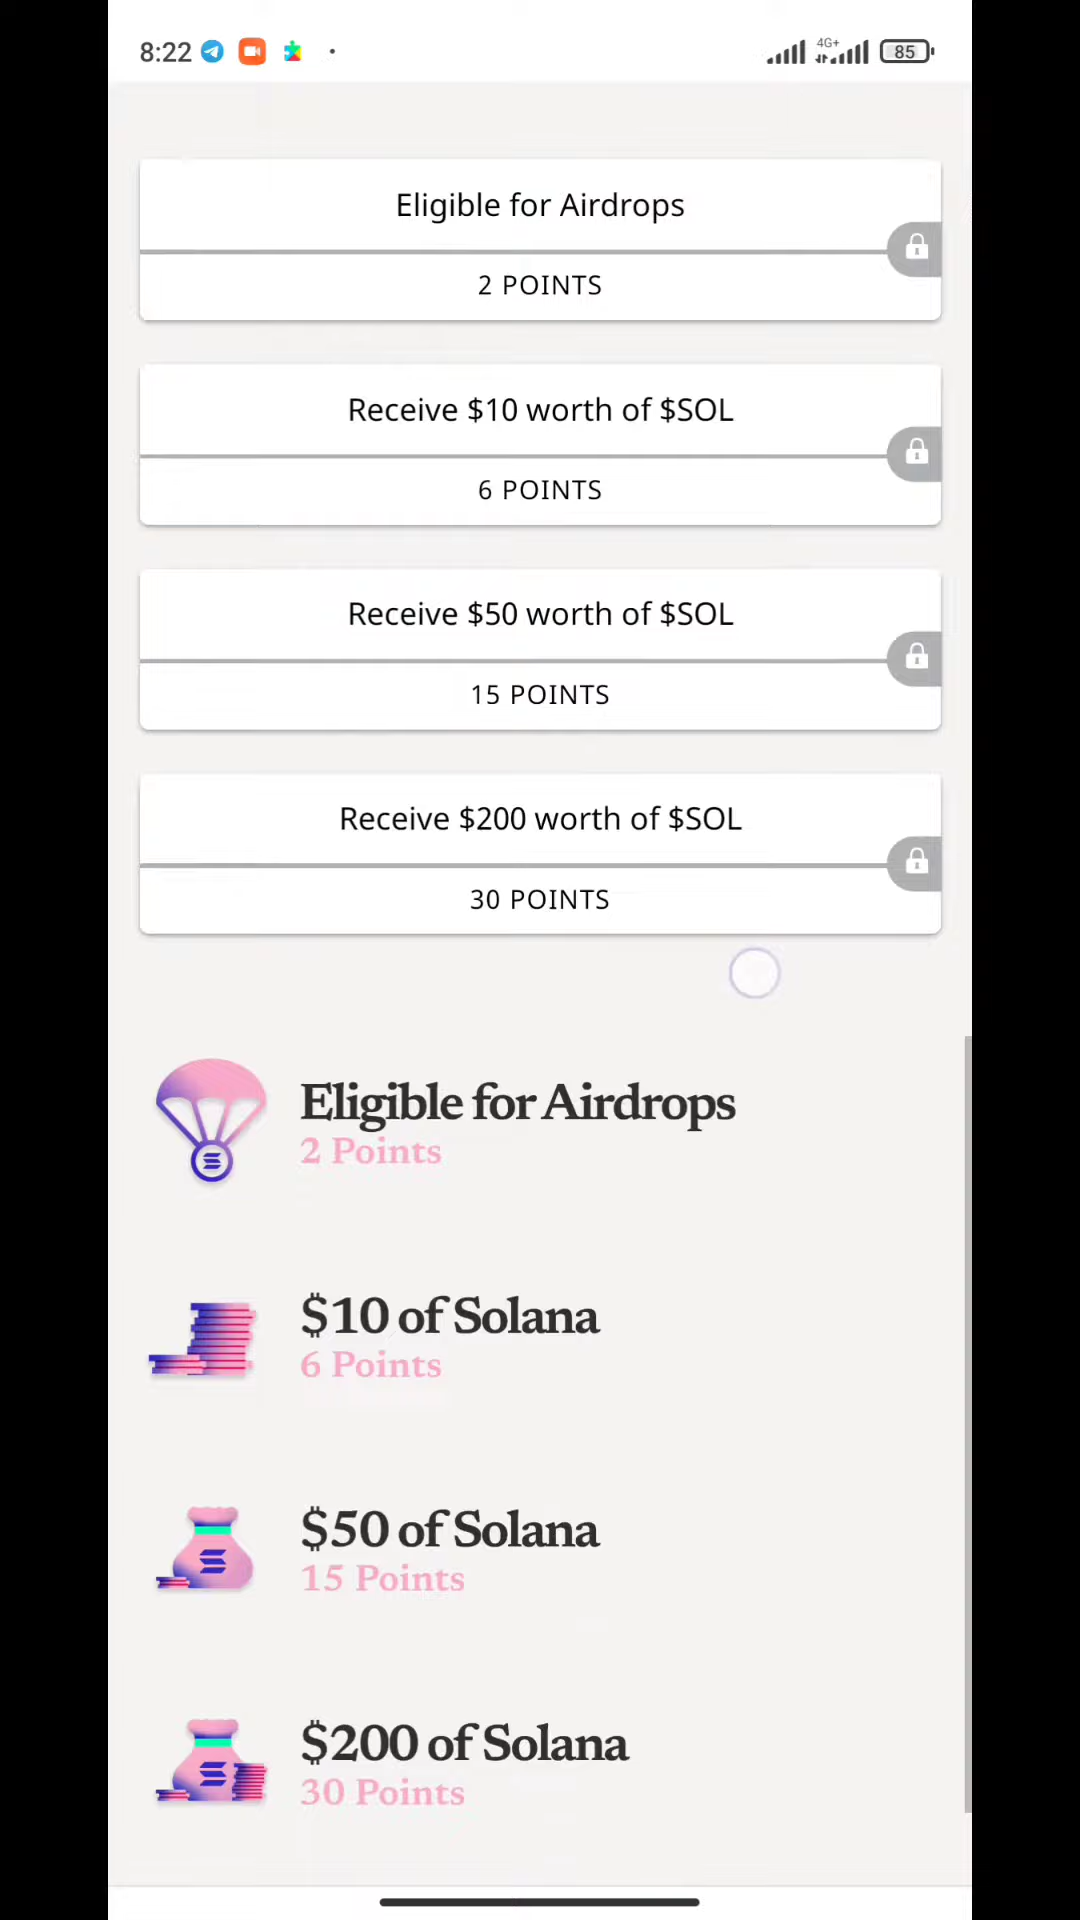 8:22
4G+
85
Eligible for Airdrops
2 POINTS
Receive $10 worth of $SOL
6 POINTS
Receive $50 worth of $SOL
15 POINTS
Receive $200 worth of $SOL
30 POINTS
Eligible for Airdrops
2 Points
$10 of Solana
6 Points
$50 of Solana
15 Points
$200 of Solana
30 Points